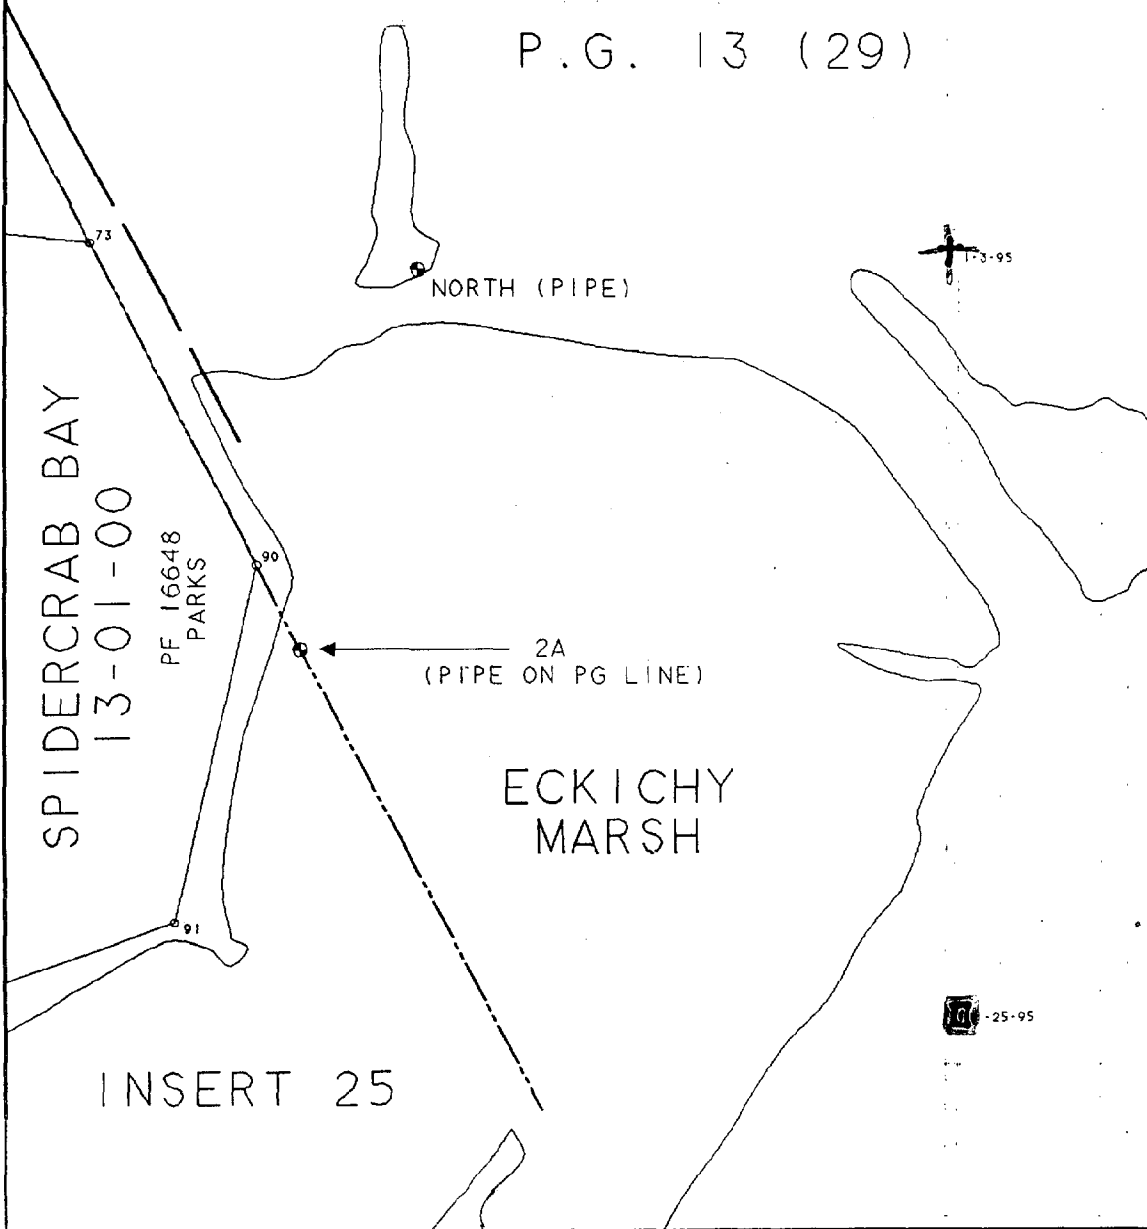 P.G. 13 (29)
73
1-3-95
NORTH (PIPE)
SPIDERCRAB BAY
13-01-00
PF 16648
PARKS
90
2A
(PIPE ON PG LINE)
ECKICHY
MARSH
91
-25-95
INSERT 25